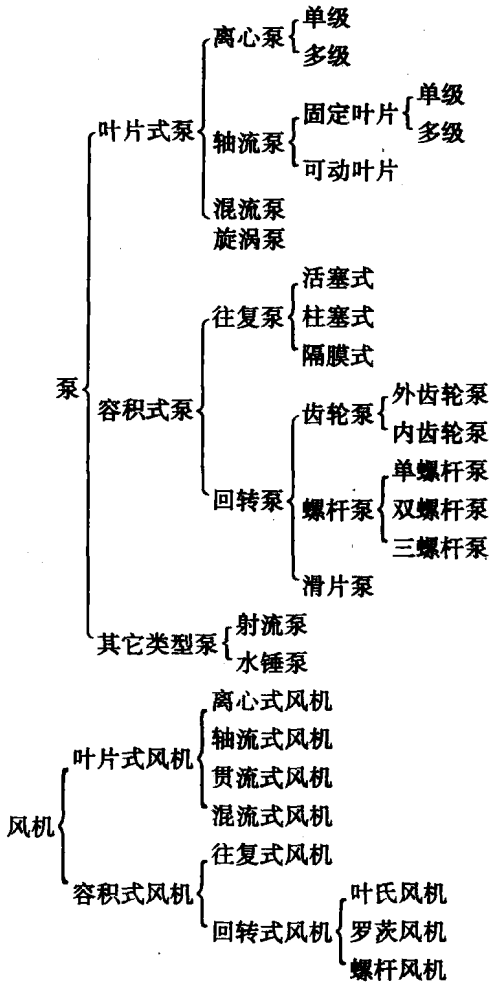 单级
离心泵
多级
叶片式泵
单级
固定叶片
多级
轴流泵
可动叶片
混流泵
旋涡泵
泵
活塞式
往复泵
柱塞式
隔膜式
容积式泵
外齿轮泵
齿轮泵
内齿轮泵
回转泵
单螺杆泵
螺杆泵
双螺杆泵
三螺杆泵
滑片泵
其它类型泵
射流泵
水锤泵
离心式风机
叶片式风机
轴流式风机
贯流式风机
混流式风机
风机
往复式风机
容积式风机
叶氏风机
回转式风机
罗茨风机
螺杆风机